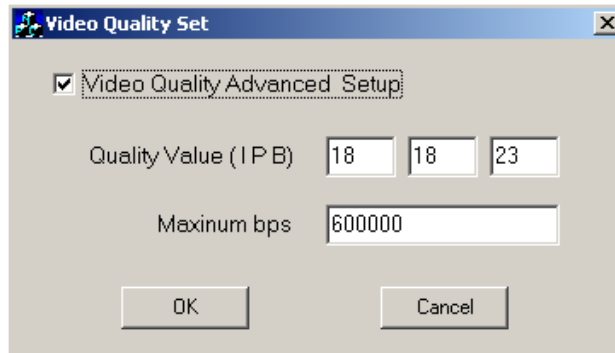 Video Quality Set
Video Quality Advanced Setup
Quality Value ( I P B) 18 18 23
Maxinum bps 600000
OK Cancel